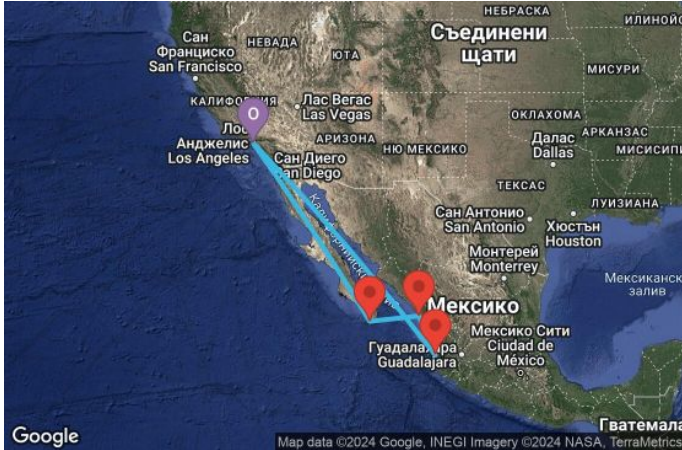 НЕБРАСКА
ИЛИНОЙС
Сан
Франциско
San Francisco
НЕВАДА
ЮТА
Съединени
щати
МИСУРИ
КАЛИФОРНИЯ
Лас Вегас
Las Vegas
ОКЛАХОМА
O
Лос
Анджелис
Los Angeles
АРИЗОНА
НЮ МЕКСИКО
Далас
Dallas
АРКАНЗАС
МИСИСИПИ
Сан Диего
San Diego
ТЕКСАС
ЛУИЗИАНА
Сан Антонио
San Antonio
Хюстън
Houston
Монтерей
Monterrey
Мексиканск
залив
Мексико
Гуадалахара
Guadalajara
Мексико Сити
Ciudad de
México
Гватемала
Google
Map data ©2024 Google, INEGI Imagery ©2024 NASA, TerraMetrics